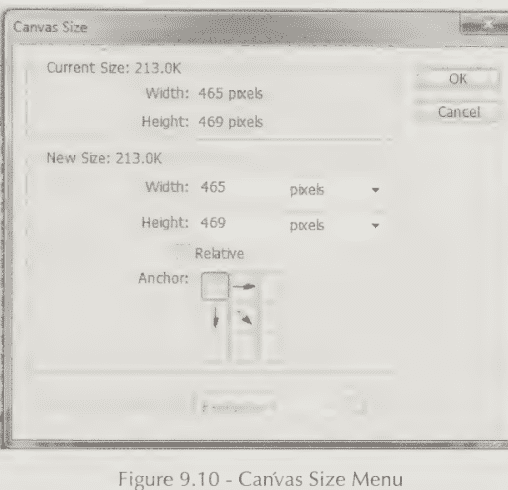 Canvas Size
Current Size: 213.0K
OK
Width: 465 pixels
Cancel
Height: 469 pixels
New Size: 213.0K
Width: 465 pixels
Height: 469 pixels
Relative
Anchor:
Figure 9.10 - Canvas Size Menu